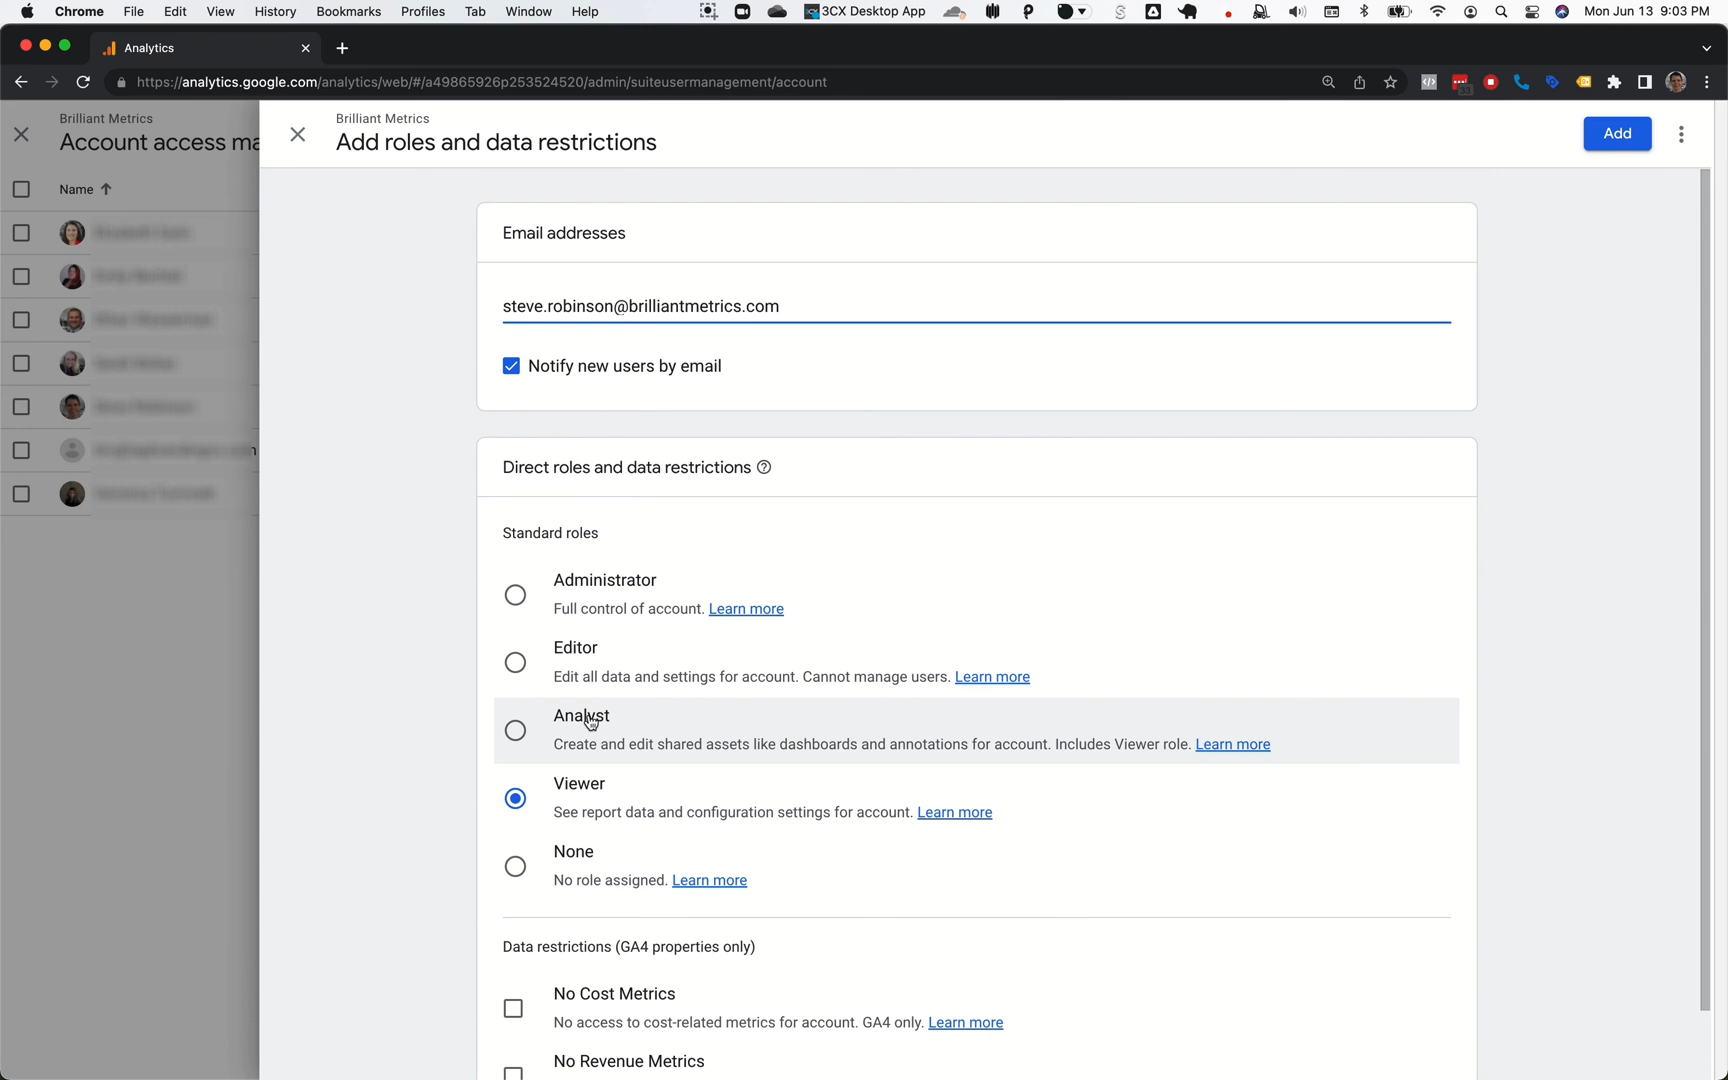 Chrome File Edit View History Bookmarks Profiles Tab Window Help 3CX Desktop App Mon Jun 13 9:03 PM
Analytics
https://analytics.google.com/analytics/web/#/a49865926p253524520/admin/suiteusermanagement/account
Brilliant Metrics
Account access ma
Name
Brilliant Metrics
Add roles and data restrictions
Add
Email addresses
steve.robinson@brilliantmetrics.com
Notify new users by email
Direct roles and data restrictions
Standard roles
Administrator
Full control of account. Learn more
Editor
Edit all data and settings for account. Cannot manage users. Learn more
Analyst
Create and edit shared assets like dashboards and annotations for account. Includes Viewer role. Learn more
Viewer
See report data and configuration settings for account. Learn more
None
No role assigned. Learn more
Data restrictions (GA4 properties only)
No Cost Metrics
No access to cost-related metrics for account. GA4 only. Learn more
No Revenue Metrics